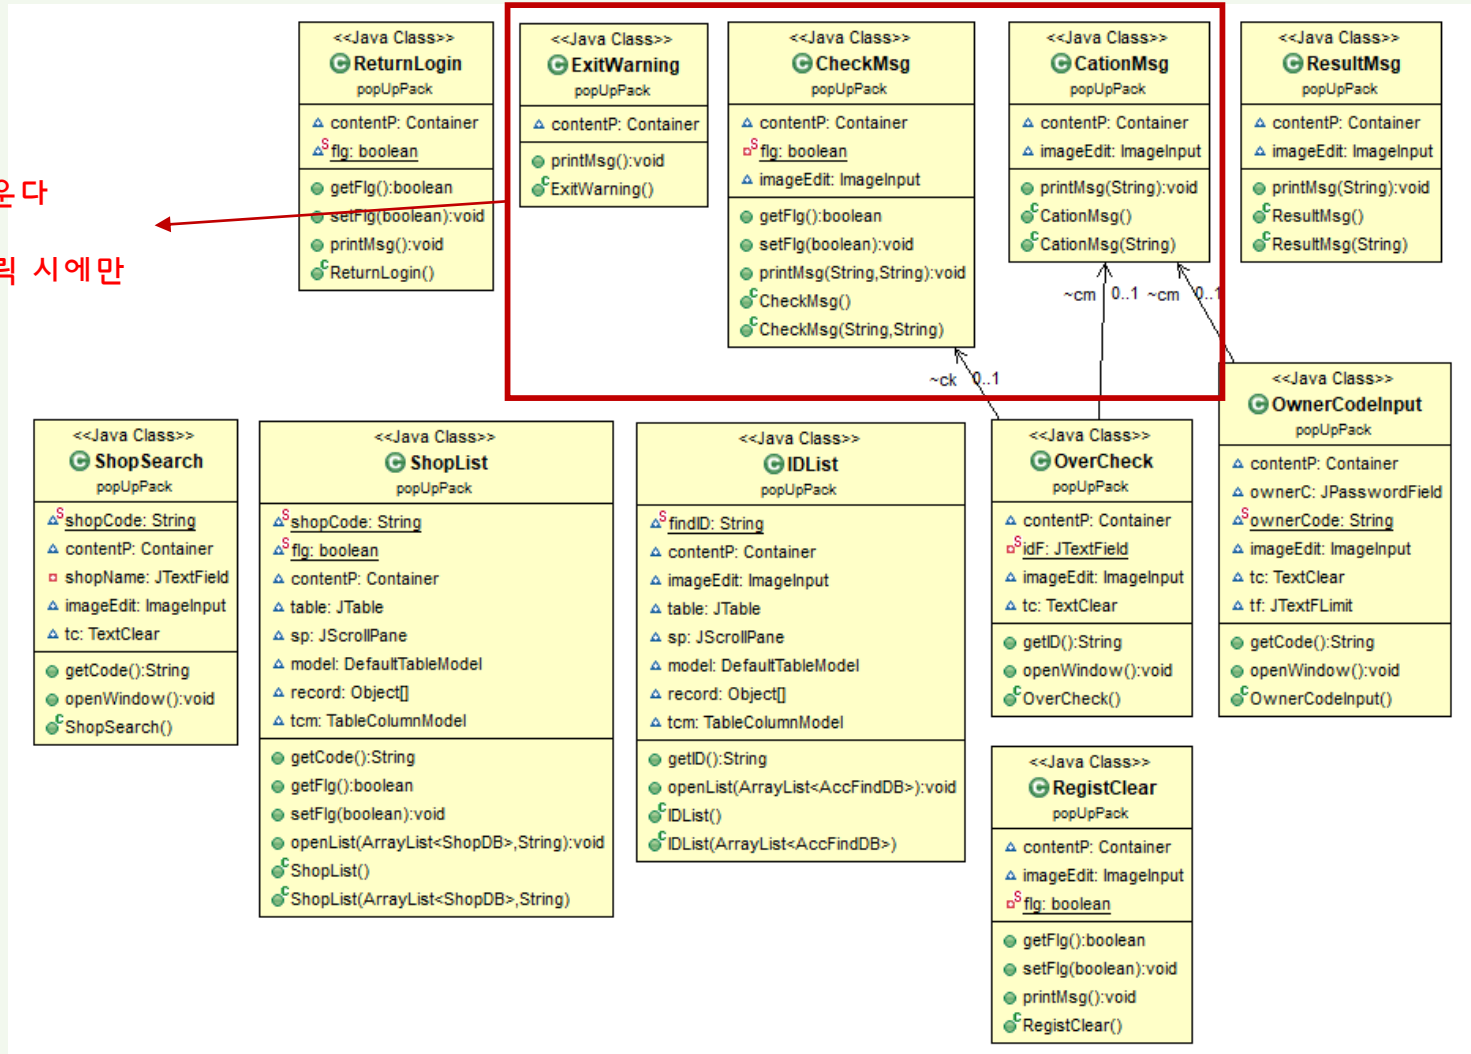 <<Java Class>>
ReturnLogin
popUpPack
contentP: Container
flg: boolean
getFlg():boolean
setFlg(boolean):void
printMsg():void
ReturnLogin()
<<Java Class>>
ExitWarning
popUpPack
contentP: Container
printMsg():void
ExitWarning()
<<Java Class>>
CheckMsg
popUpPack
contentP: Container
flg: boolean
imageEdit: ImageInput
getFlg():boolean
setFlg(boolean):void
printMsg(String,String):void
CheckMsg()
CheckMsg(String,String)
<<Java Class>>
CationMsg
popUpPack
contentP: Container
imageEdit: ImageInput
printMsg(String):void
CationMsg()
CationMsg(String)
<<Java Class>>
ResultMsg
popUpPack
contentP: Container
imageEdit: ImageInput
printMsg(String):void
ResultMsg()
ResultMsg(String)
운다
릭 시에만
~cm 0..1 ~cm 0..1
~ck 0..1
<<Java Class>>
ShopSearch
popUpPack
shopCode: String
contentP: Container
shopName: JTextField
imageEdit: ImageInput
tc: TextClear
getCode():String
openWindow():void
ShopSearch()
<<Java Class>>
ShopList
popUpPack
shopCode: String
flg: boolean
contentP: Container
table: JTable
sp: JScrollPane
model: DefaultTableModel
record: Object[]
tcm: TableColumnModel
getCode():String
getFlg():boolean
setFlg(boolean):void
openList(ArrayList<ShopDB>,String):void
ShopList()
ShopList(ArrayList<ShopDB>,String)
<<Java Class>>
IDList
popUpPack
findID: String
contentP: Container
imageEdit: ImageInput
table: JTable
sp: JScrollPane
model: DefaultTableModel
record: Object[]
tcm: TableColumnModel
getID():String
openList(ArrayList<AccFindDB>):void
IDList()
IDList(ArrayList<AccFindDB>)
<<Java Class>>
OverCheck
popUpPack
contentP: Container
idF: JTextField
imageEdit: ImageInput
tc: TextClear
getID():String
openWindow():void
OverCheck()
<<Java Class>>
OwnerCodeInput
popUpPack
contentP: Container
ownerC: JPasswordField
ownerCode: String
imageEdit: ImageInput
tc: TextClear
tf: JTextFLimit
getCode():String
openWindow():void
OwnerCodeInput()
<<Java Class>>
RegistClear
popUpPack
contentP: Container
imageEdit: ImageInput
flg: boolean
getFlg():boolean
setFlg(boolean):void
printMsg():void
RegistClear()